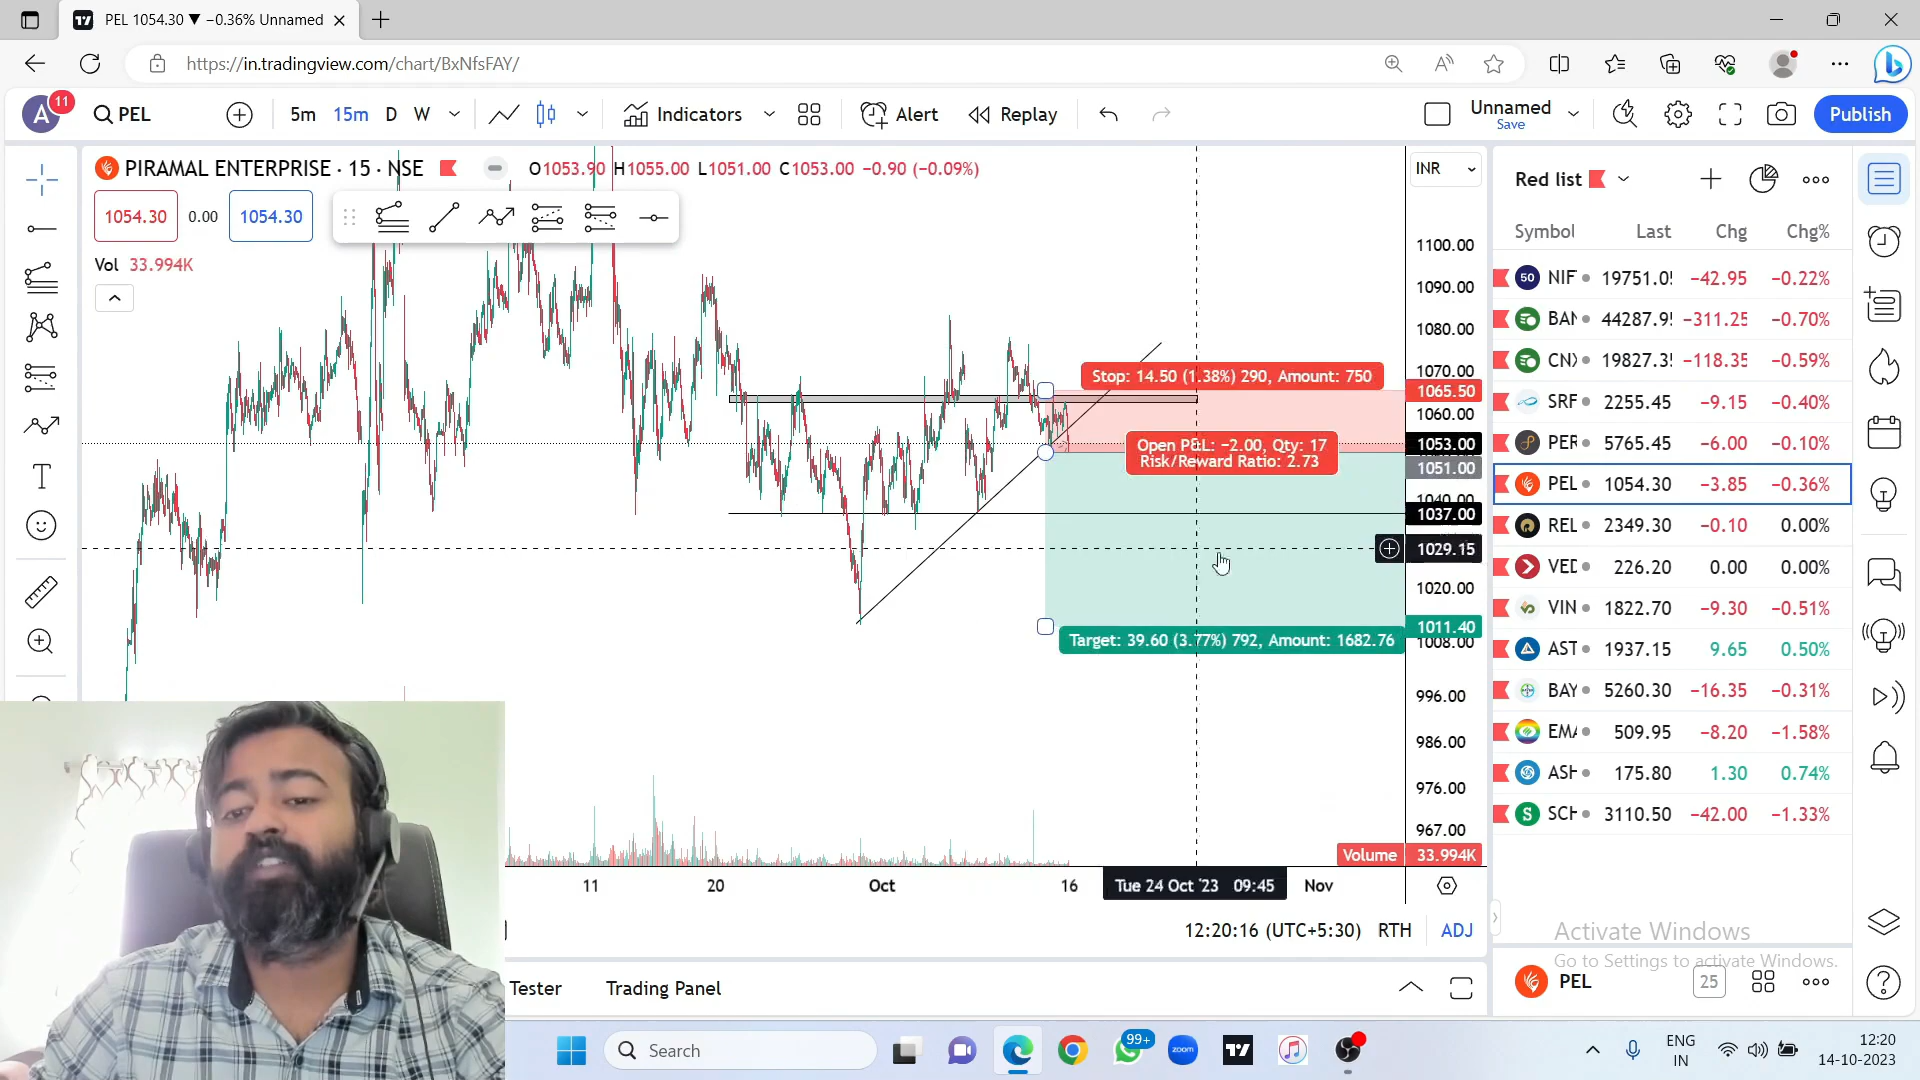 PEL 1054.30 ▼ −0.36% Unnamed
https://in.tradingview.com/chart/BxNfsFAY/
A 11 PEL 5m 15m D W Indicators Alert Replay Unnamed Save Publish
PIRAMAL ENTERPRISE · 15 · NSE O1053.90 H1055.00 L1051.00 C1053.00 −0.90 (−0.09%)
INR
1054.30 0.00 1054.30
Vol 33.994K
1100.00
1090.00
1080.00
1070.00
1065.50
1060.00
1053.00
1051.00
1040.00
1037.00
1029.15
1020.00
1011.40
1008.00
996.00
986.00
976.00
967.00
Stop: 14.50 (1.38%) 290, Amount: 750
Open P&L: −2.00, Qty: 17
Risk/Reward Ratio: 2.73
Target: 39.60 (3.77%) 792, Amount: 1682.76
Volume 33.994K
11 20 Oct 16 Tue 24 Oct '23 09:45 Nov
12:20:16 (UTC+5:30) RTH ADJ
Tester Trading Panel
Red list
Symbol Last Chg Chg%
50 NIF 19751.05 −42.95 −0.22%
BAN 44287.95 −311.25 −0.70%
CNX 19827.35 −118.35 −0.59%
SRF 2255.45 −9.15 −0.40%
PER 5765.45 −6.00 −0.10%
PEL 1054.30 −3.85 −0.36%
REL 2349.30 −0.10 0.00%
VED 226.20 0.00 0.00%
VIN 1822.70 −9.30 −0.51%
AST 1937.15 9.65 0.50%
BAY 5260.30 −16.35 −0.31%
EMA 509.95 −8.20 −1.58%
ASH 175.80 1.30 0.74%
S SCH 3110.50 −42.00 −1.33%
Activate Windows
Go to Settings to activate Windows.
PEL 25
Search
99+
zoom
ENG
IN
12:20
14-10-2023